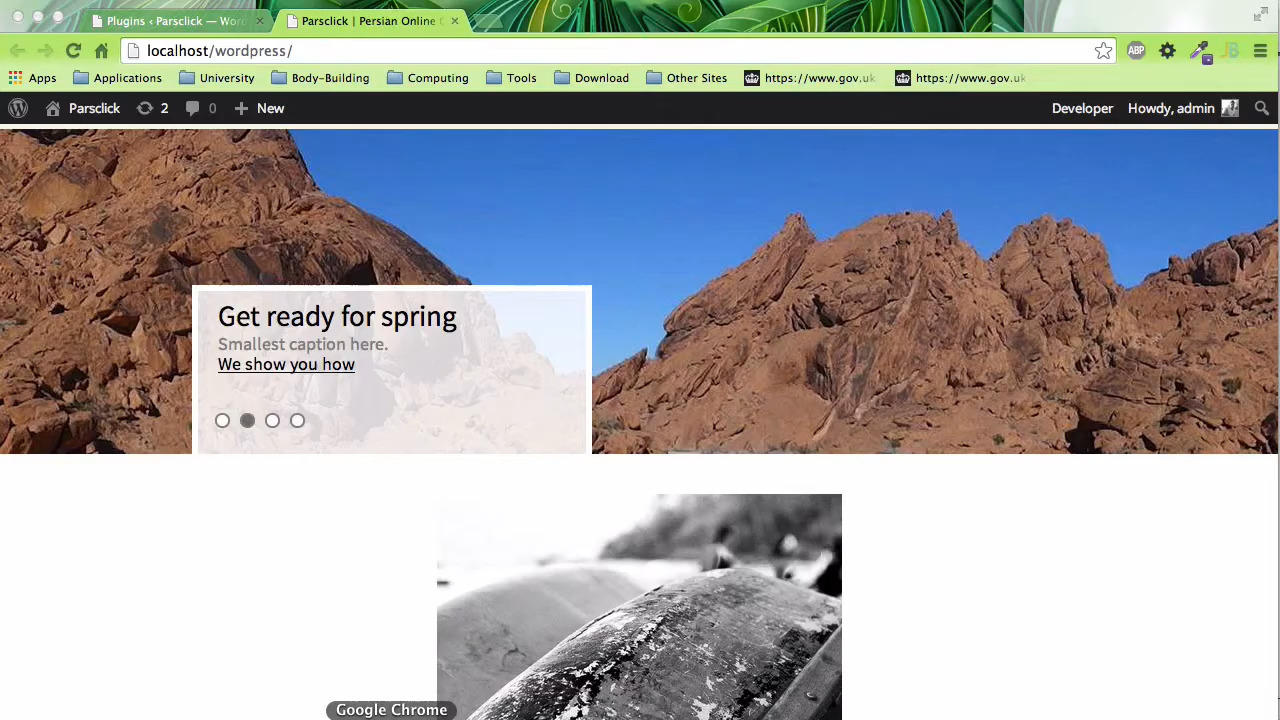 Plugins ‹ Parsclick — Wor
Parsclick | Persian Online
localhost/wordpress/
ABP
JB
Apps
Applications
University
Body-Building
Computing
Tools
Download
Other Sites
https://www.gov.uk
https://www.gov.uk
Parsclick
2
0
New
Developer
Howdy, admin
Get ready for spring
Smallest caption here.
We show you how
Google Chrome